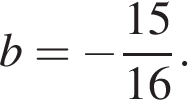 b = −15/16.